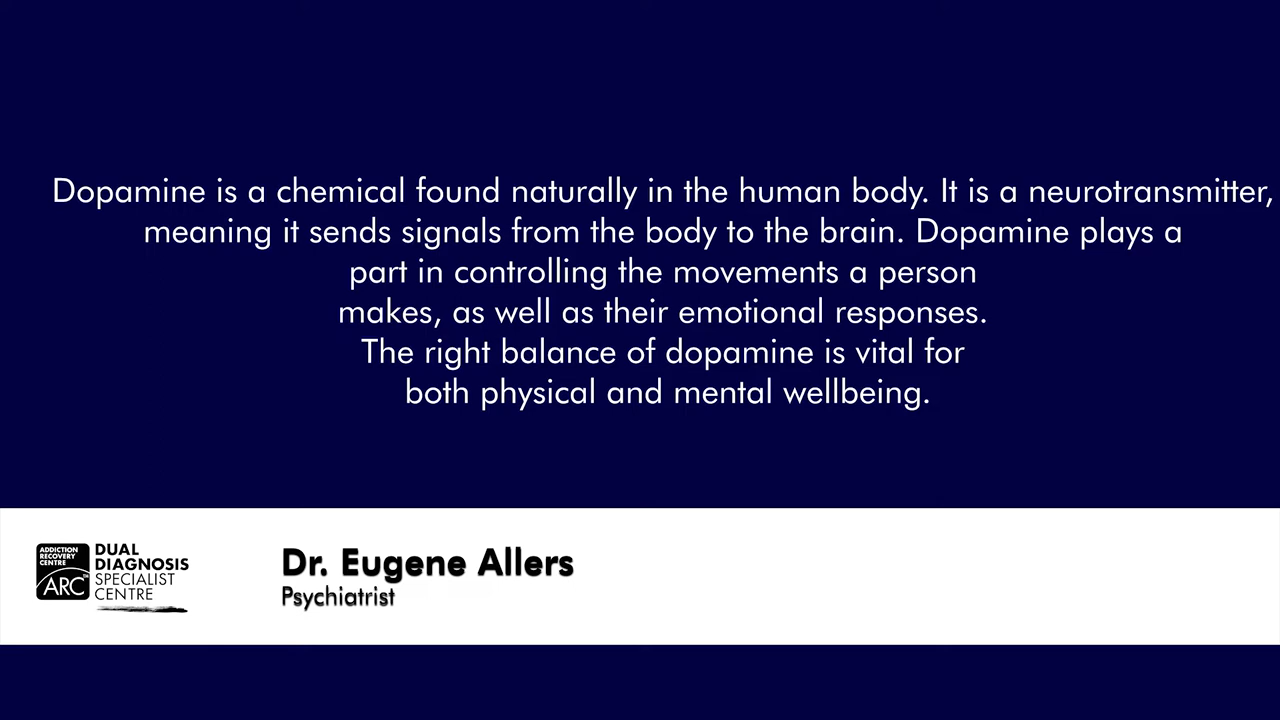 Dopamine is a chemical found naturally in the human body. It is a neurotransmitter,
meaning it sends signals from the body to the brain. Dopamine plays a
part in controlling the movements a person
makes, as well as their emotional responses.
The right balance of dopamine is vital for
both physical and mental wellbeing.
ADDICTION
RECOVERY
CENTRE
ARC™
DUAL
DIAGNOSIS
SPECIALIST
CENTRE
Dr. Eugene Allers
Psychiatrist